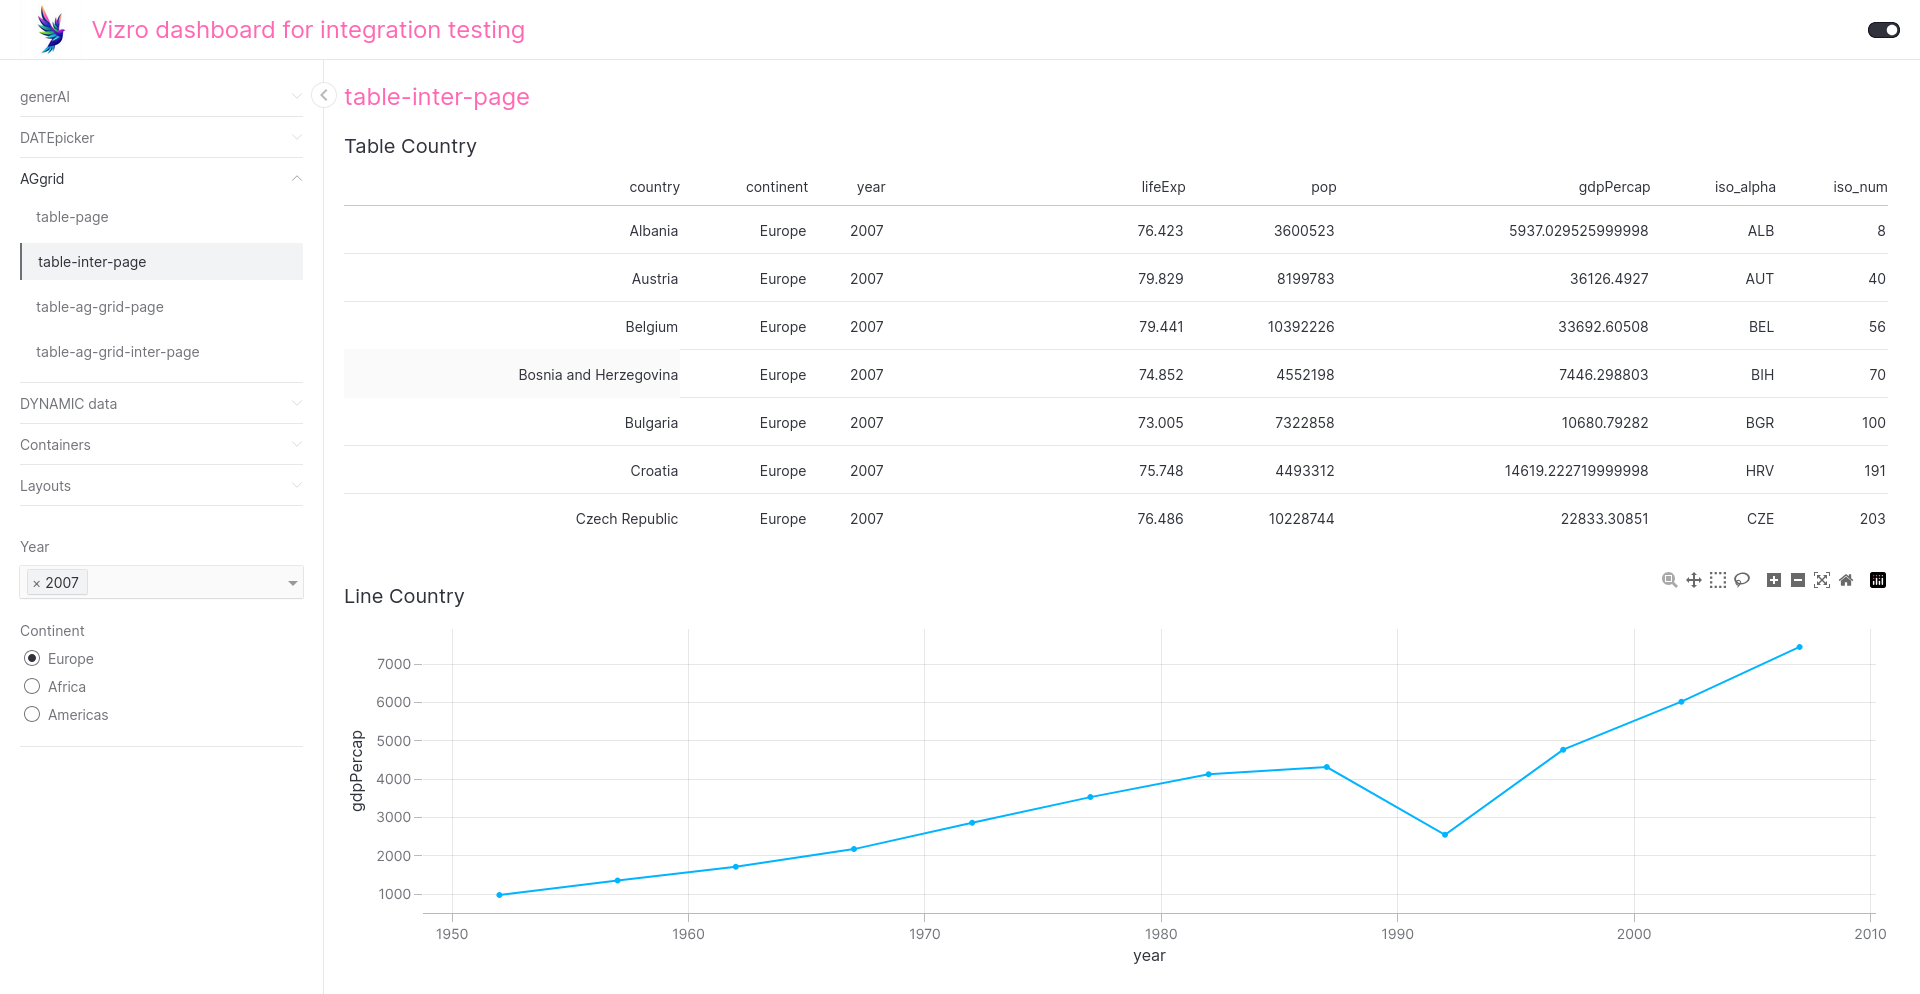 Vizro dashboard for integration testing
generAI
DATEpicker
AGgrid
table-page
table-inter-page
table-ag-grid-page
table-ag-grid-inter-page
DYNAMIC data
Containers
Layouts
Year
× 2007
Continent
Europe
Africa
Americas
table-inter-page
Table Country
country continent year lifeExp pop gdpPercap iso_alpha iso_num
Albania Europe 2007 76.423 3600523 5937.029525999998 ALB 8
Austria Europe 2007 79.829 8199783 36126.4927 AUT 40
Belgium Europe 2007 79.441 10392226 33692.60508 BEL 56
Bosnia and Herzegovina Europe 2007 74.852 4552198 7446.298803 BIH 70
Bulgaria Europe 2007 73.005 7322858 10680.79282 BGR 100
Croatia Europe 2007 75.748 4493312 14619.222719999998 HRV 191
Czech Republic Europe 2007 76.486 10228744 22833.30851 CZE 203
Line Country
gdpPercap
7000
6000
5000
4000
3000
2000
1000
1950 1960 1970 1980 1990 2000 2010
year